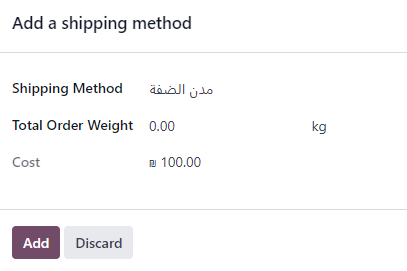 Add a shipping method
Shipping Method مدن الضفة
Total Order Weight 0.00 kg
Cost ₪ 100.00
Add Discard